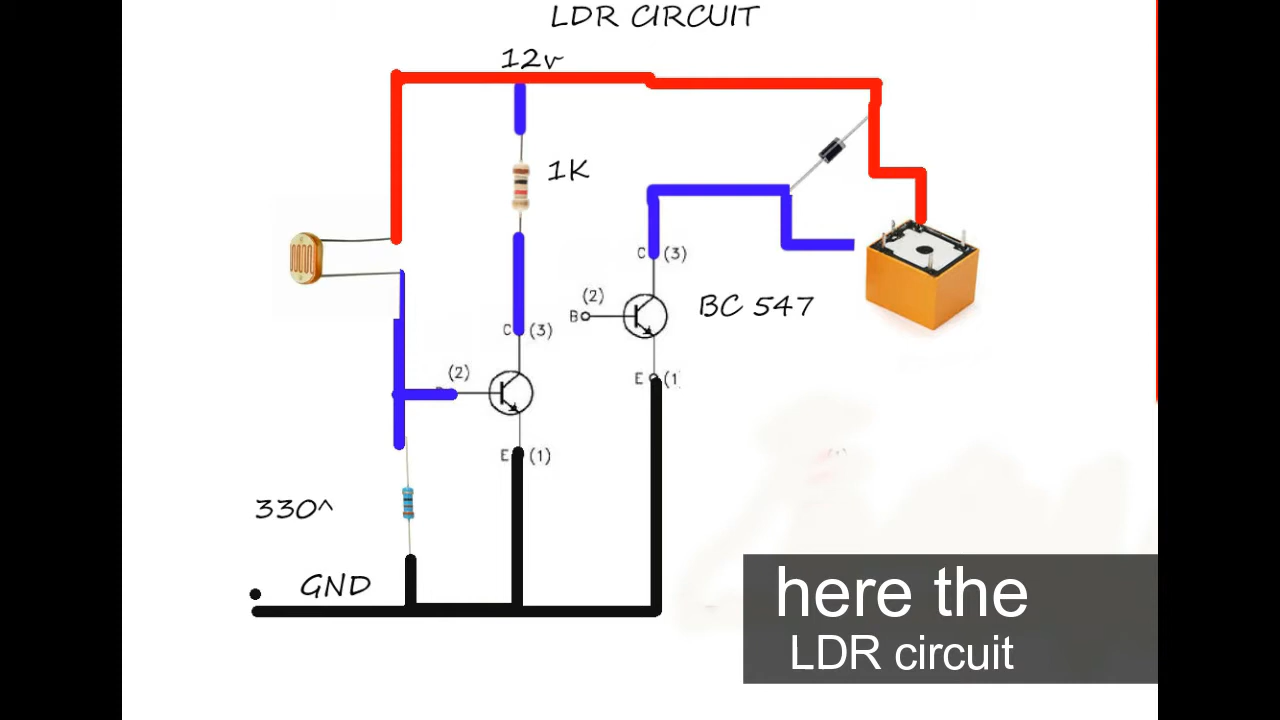 LDR CIRCUIT
12v
1K
C (3)
(2)
B
BC 547
C (3)
E (1)
(2)
E (1)
330^
GND
here the
LDR circuit